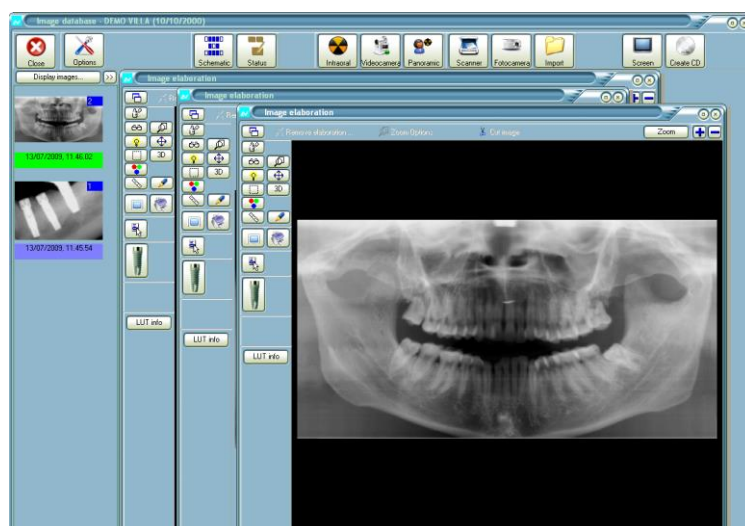 Image database - DEMO VILLA (10/10/2000)
Close
Options
Schematic
Status
Intraoral
Videocamera
Panoramic
Scanner
Fotocamera
Import
Screen
Create CD
Display images...
>>
Image elaboration
Image elaboration
Image elaboration
Remove elaboration...
Zoom Options
Cut image
Zoom
2
13/07/2009, 11.46.02
1
13/07/2009, 11.45.54
3D
3D
3D
LUT info
LUT info
LUT info